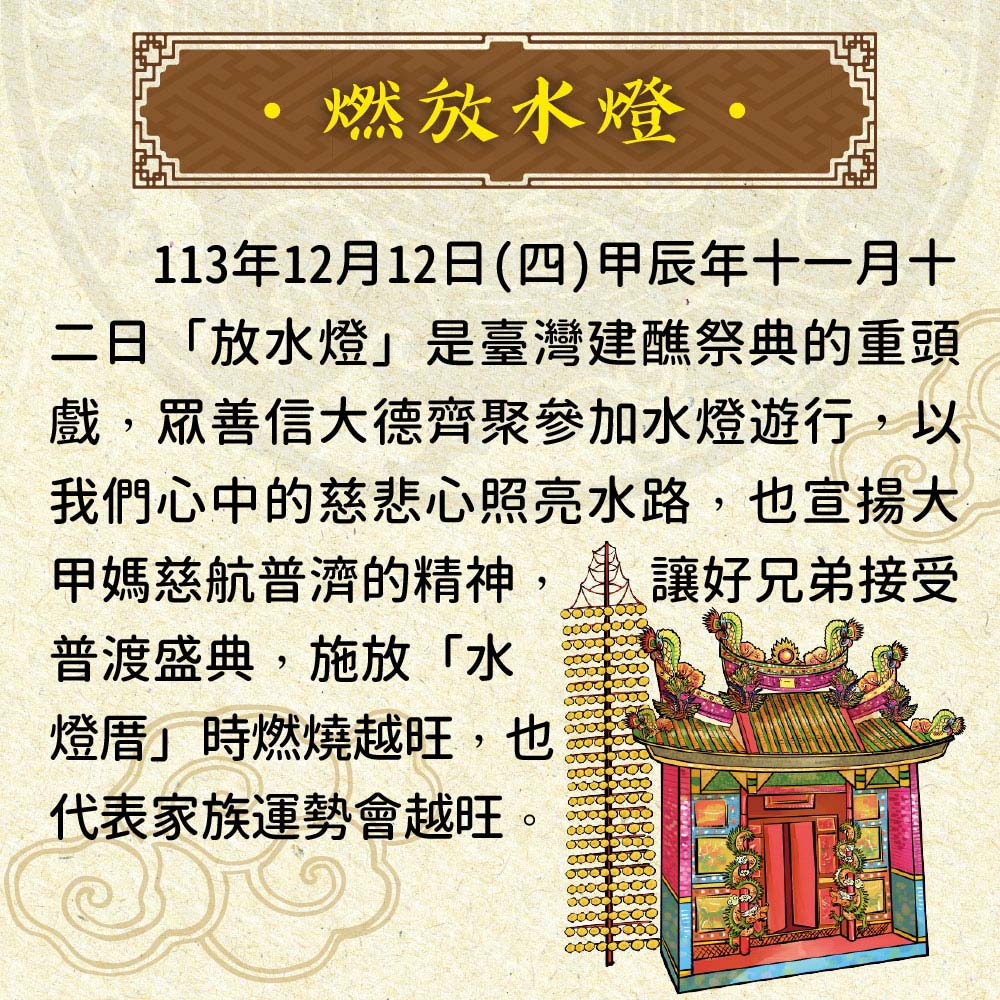 ·燃放水燈·
113年12月12日(四)甲辰年十一月十
二日「放水燈」是臺灣建醮祭典的重頭
戲，眾善信大德齊聚參加水燈遊行，以
我們心中的慈悲心照亮水路，也宣揚大
甲媽慈航普濟的精神，讓好兄弟接受
普渡盛典，施放「水
燈厝」時燃燒越旺，也
代表家族運勢會越旺。